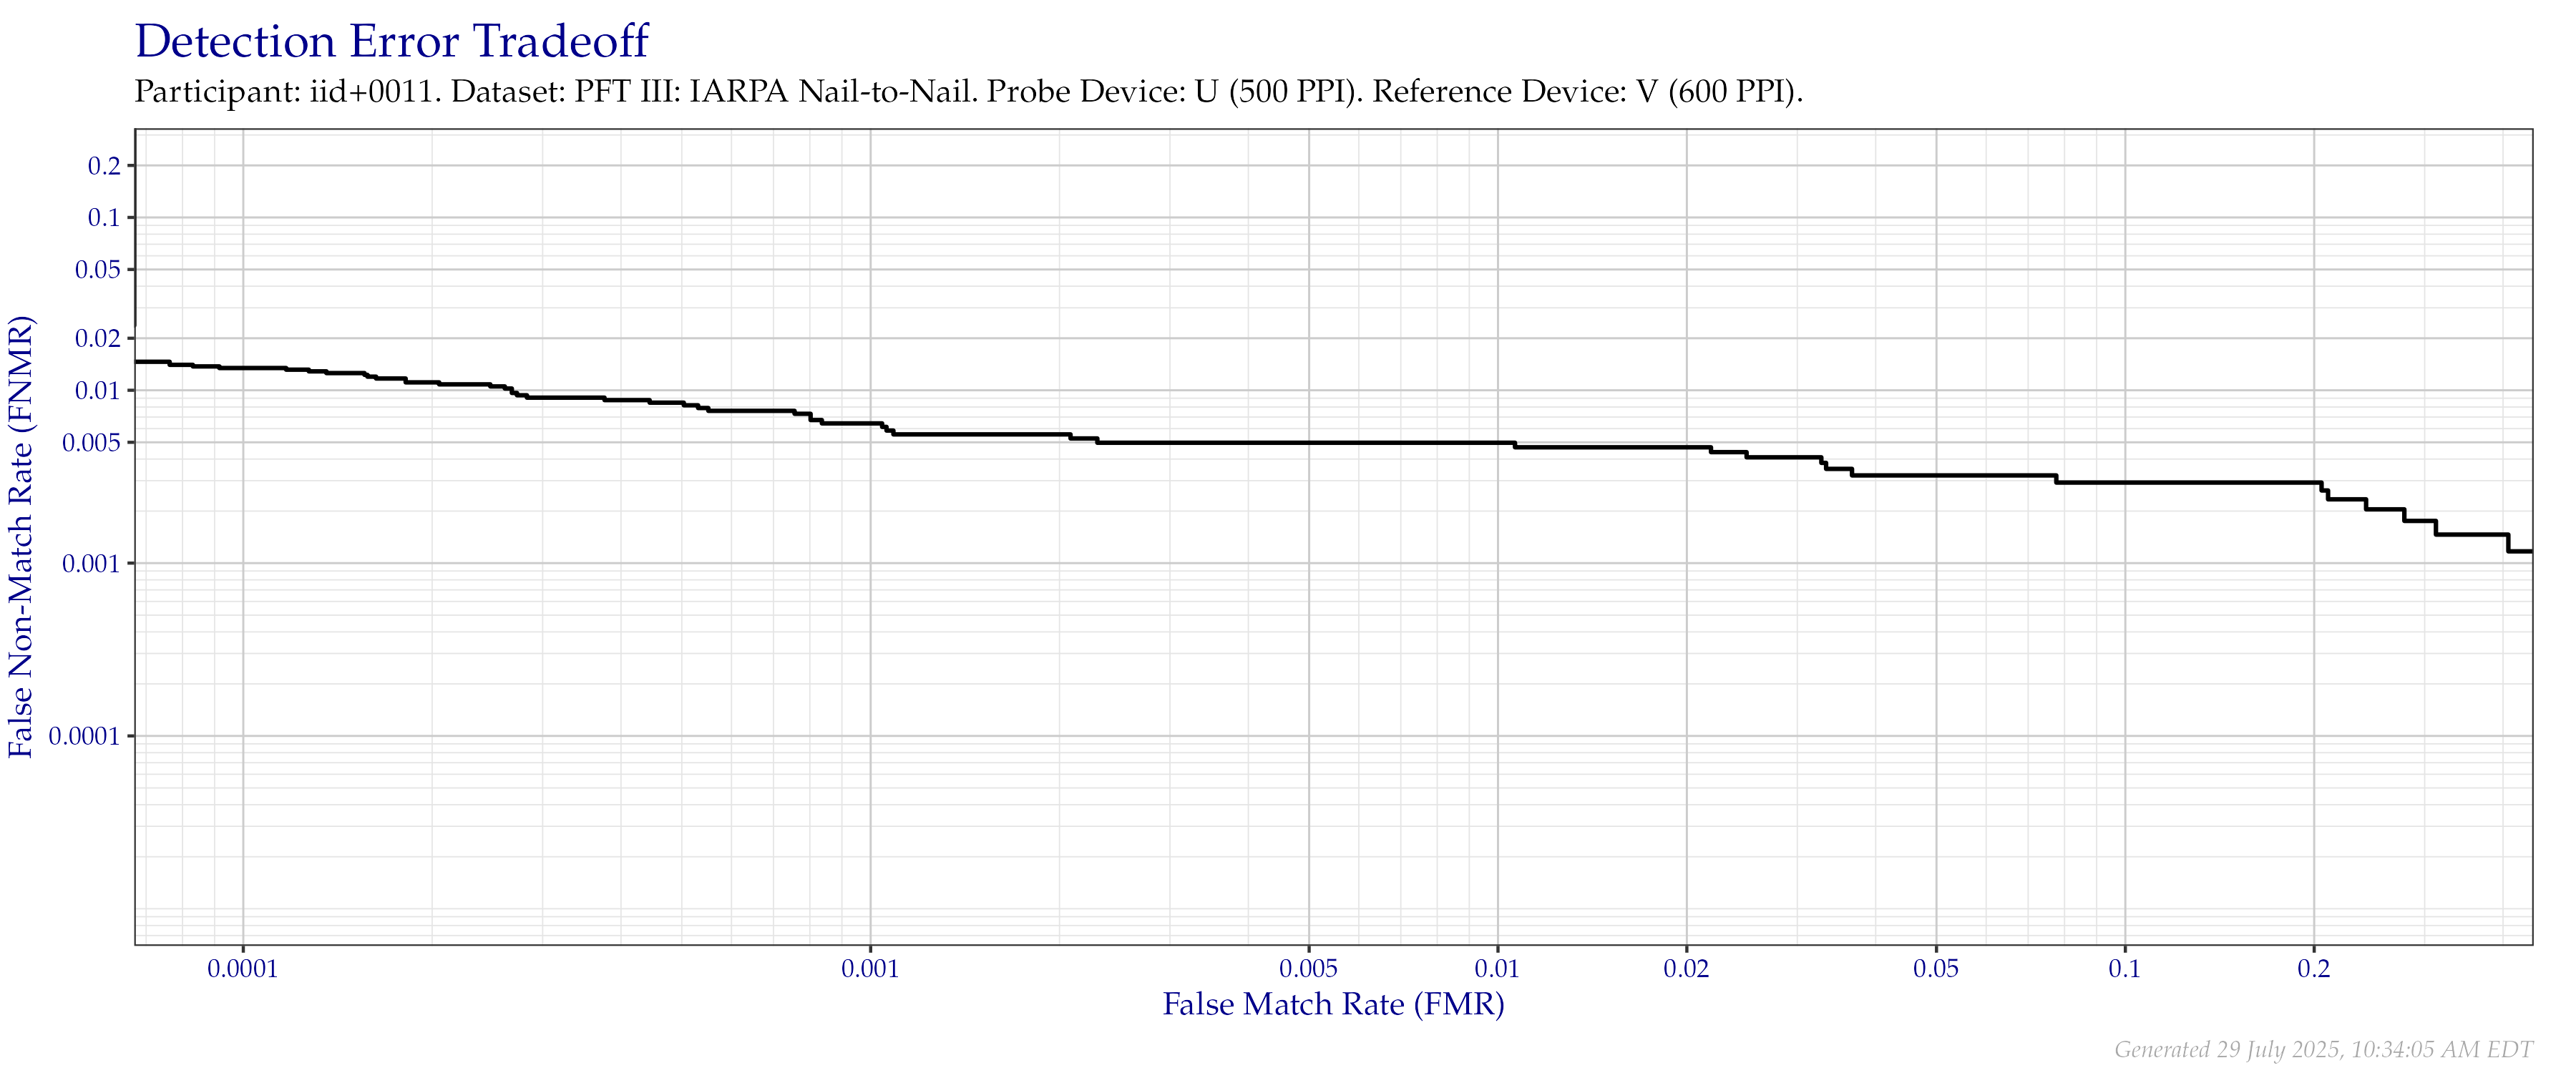 Detection Error Tradeoff
Participant: iid+0011. Dataset: PFT III: IARPA Nail-to-Nail. Probe Device: U (500 PPI). Reference Device: V (600 PPI).
False Non-Match Rate (FNMR)
0.2
0.1
0.05
0.02
0.01
0.005
0.001
0.0001
0.0001 0.001 0.005 0.01 0.02 0.05 0.1 0.2
False Match Rate (FMR)
Generated 29 July 2025, 10:34:05 AM EDT